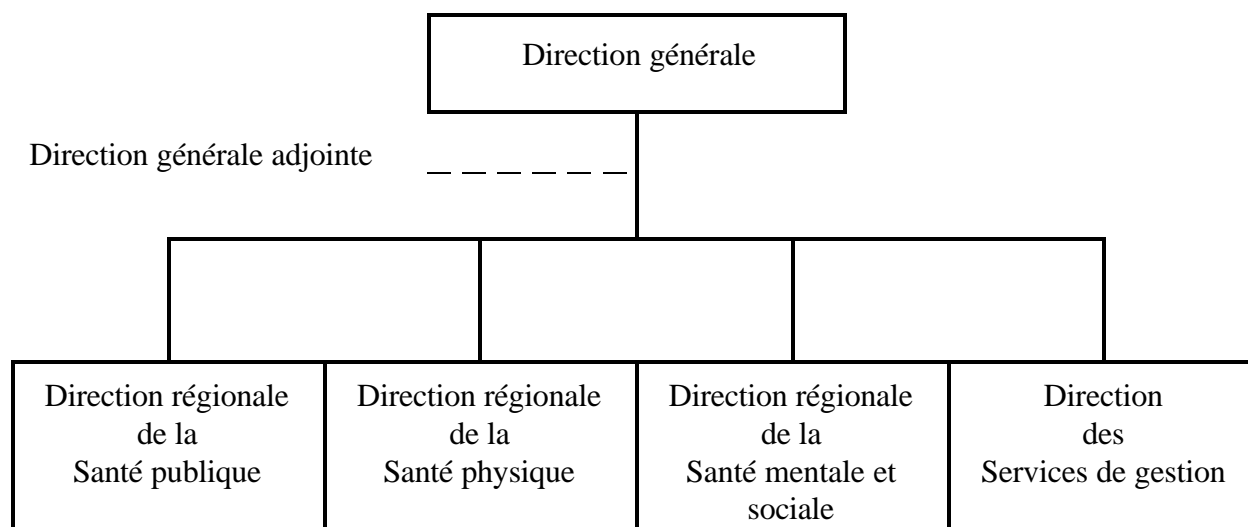 Direction générale
Direction générale adjointe
Direction régionale
de la
Santé publique
Direction régionale
de la
Santé physique
Direction régionale
de la
Santé mentale et
sociale
Direction
des
Services de gestion